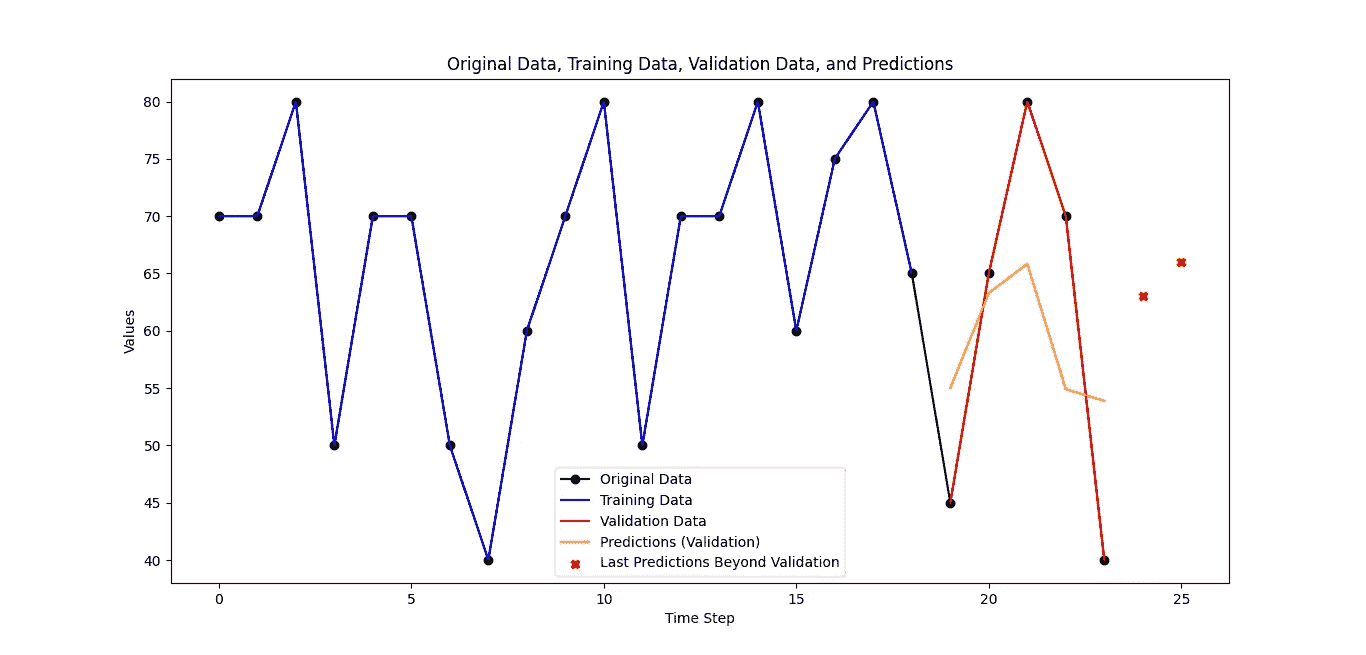 Original Data, Training Data, Validation Data, and Predictions
Values
80
75
70
65
60
55
50
45
40
Original Data
Training Data
Validation Data
Predictions (Validation)
Last Predictions Beyond Validation
0 5 10 15 20 25
Time Step